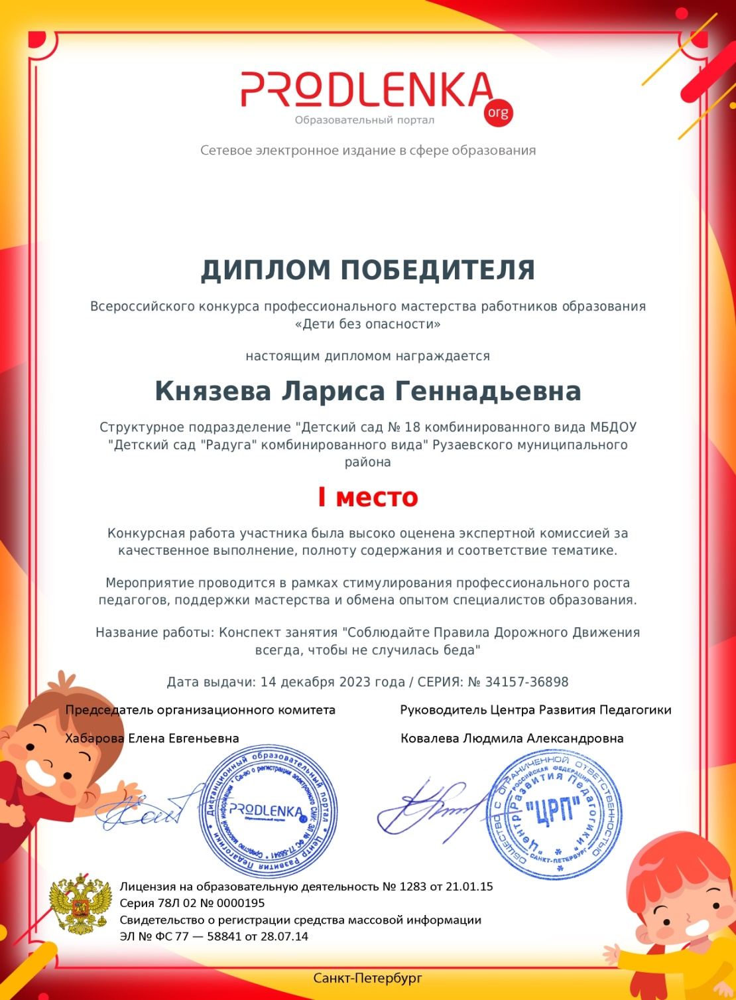 PRODLENKA
org
Образовательный портал
Сетевое электронное издание в сфере образования
ДИПЛОМ ПОБЕДИТЕЛЯ
Всероссийского конкурса профессионального мастерства работников образования
«Дети без опасности»
настоящим дипломом награждается
Князева Лариса Геннадьевна
Структурное подразделение "Детский сад № 18 комбинированного вида МБДОУ
"Детский сад "Радуга" комбинированного вида" Рузаевского муниципального
района
I место
Конкурсная работа участника была высоко оценена экспертной комиссией за
качественное выполнение, полноту содержания и соответствие тематике.
Мероприятие проводится в рамках стимулирования профессионального роста
педагогов, поддержки мастерства и обмена опытом специалистов образования.
Название работы: Конспект занятия "Соблюдайте Правила Дорожного Движения
всегда, чтобы не случилась беда"
Дата выдачи: 14 декабря 2023 года / СЕРИЯ: № 34157-36898
Председатель организационного комитета
Руководитель Центра Развития Педагогики
Хабарова Елена Евгеньевна
Ковалева Людмила Александровна
Дистанционный образовательный портал * Центр Развития Педагогики *
Св-во о регистрации электронного СМИ: ЭЛ № ФС 77-58841 * Средство массовой информации *
PRODLENKA
Образовательный портал
ОБЩЕСТВО С ОГРАНИЧЕННОЙ ОТВЕТСТВЕННОСТЬЮ
РОССИЙСКАЯ ФЕДЕРАЦИЯ
"Центр Развития Педагогики"
"ЦРП"
САНКТ-ПЕТЕРБУРГ
Лицензия на образовательную деятельность № 1283 от 21.01.15
Серия 78Л 02 № 0000195
Свидетельство о регистрации средства массовой информации
ЭЛ № ФС 77 — 58841 от 28.07.14
Санкт-Петербург